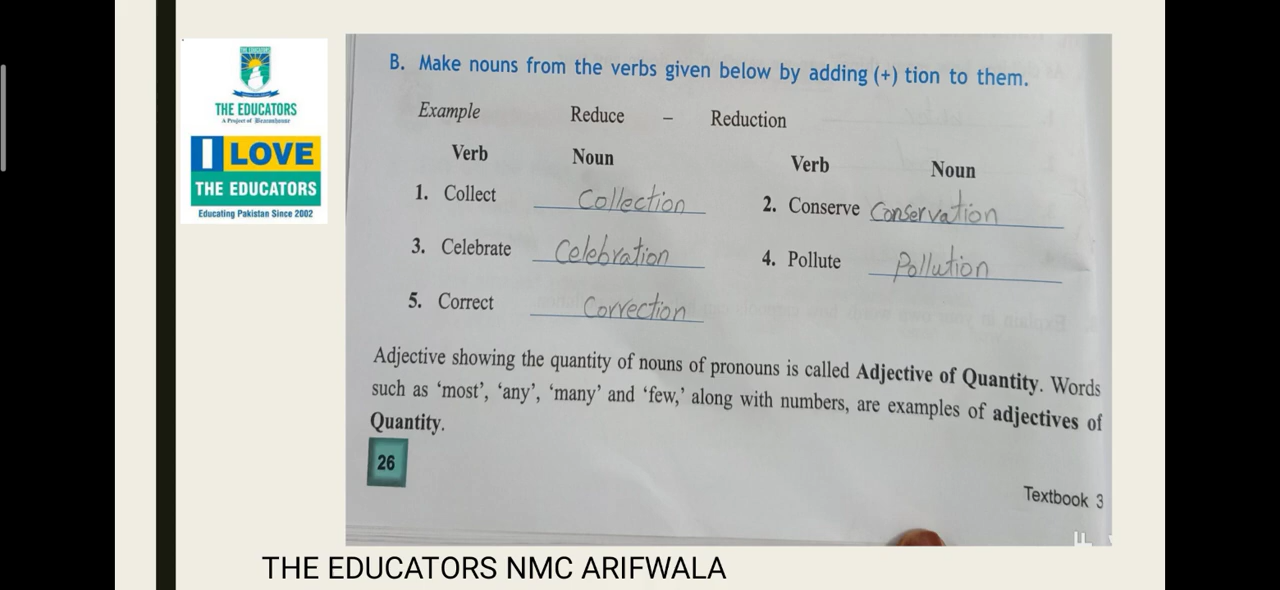 THE EDUCATORS
THE EDUCATORS
A Project of Beaconhouse
I LOVE
THE EDUCATORS
Educating Pakistan Since 2002
B. Make nouns from the verbs given below by adding (+) tion to them.
Example Reduce – Reduction
Verb Noun Verb Noun
1. Collect Collection 2. Conserve Conservation
3. Celebrate Celebration 4. Pollute Pollution
5. Correct Correction
Adjective showing the quantity of nouns of pronouns is called Adjective of Quantity. Words
such as ‘most’, ‘any’, ‘many’ and ‘few,’ along with numbers, are examples of adjectives of
Quantity.
26
Textbook 3
THE EDUCATORS NMC ARIFWALA